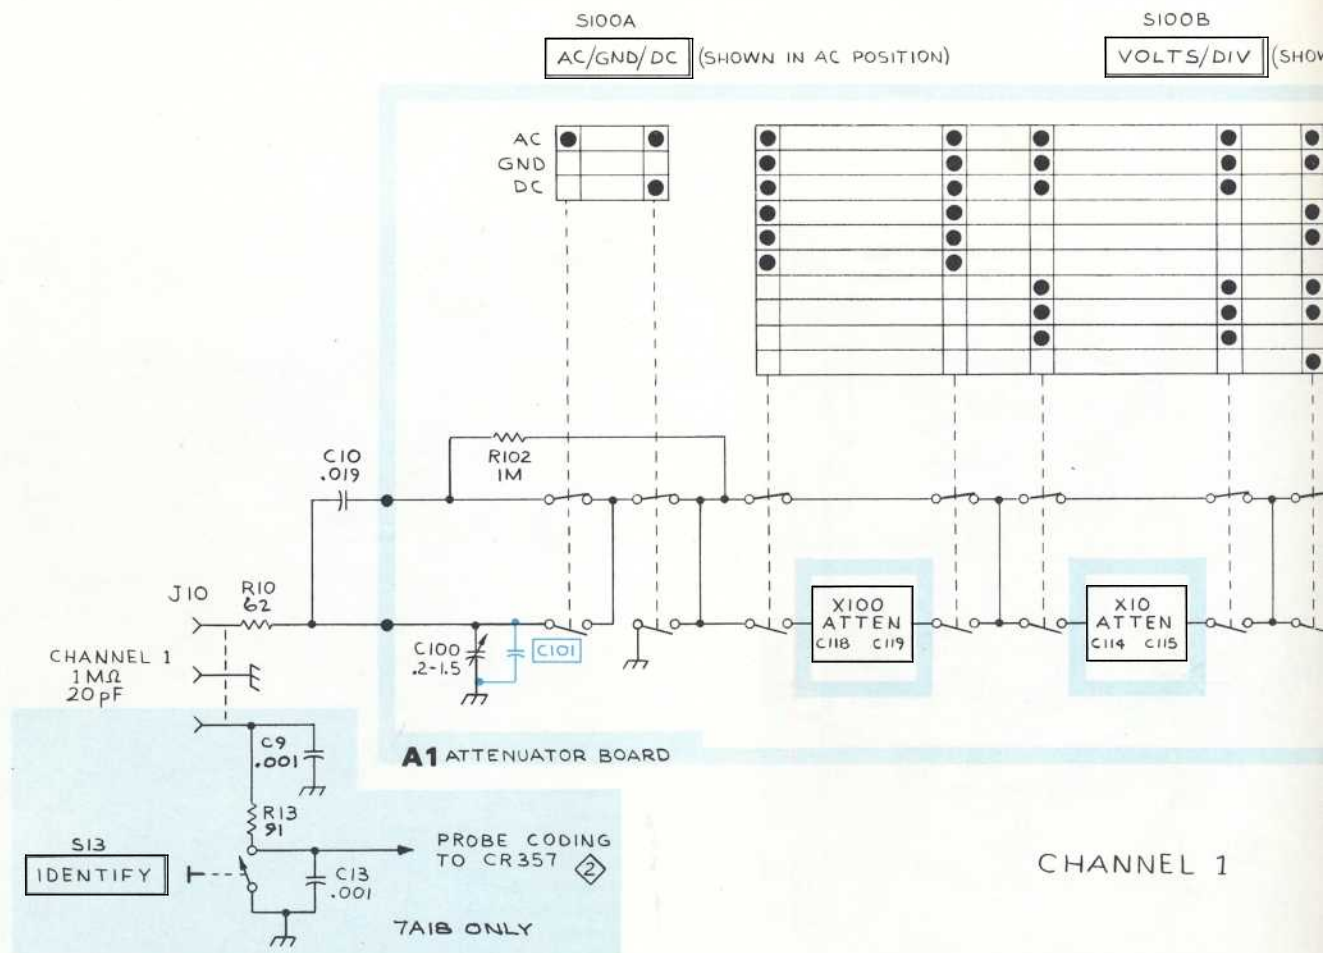 S100A
S100B
AC/GND/DC (SHOWN IN AC POSITION)
VOLTS/DIV (SHOW
AC
GND
DC
C10
.019
R102
1M
J10
R10
62
C100
.2-1.5
C101
X100
ATTEN
C118 C119
X10
ATTEN
C114 C115
CHANNEL 1
1MΩ
20pF
C9
.001
A1 ATTENUATOR BOARD
R13
91
S13
IDENTIFY
C13
.001
PROBE CODING
TO CR357 2
7A18 ONLY
CHANNEL 1